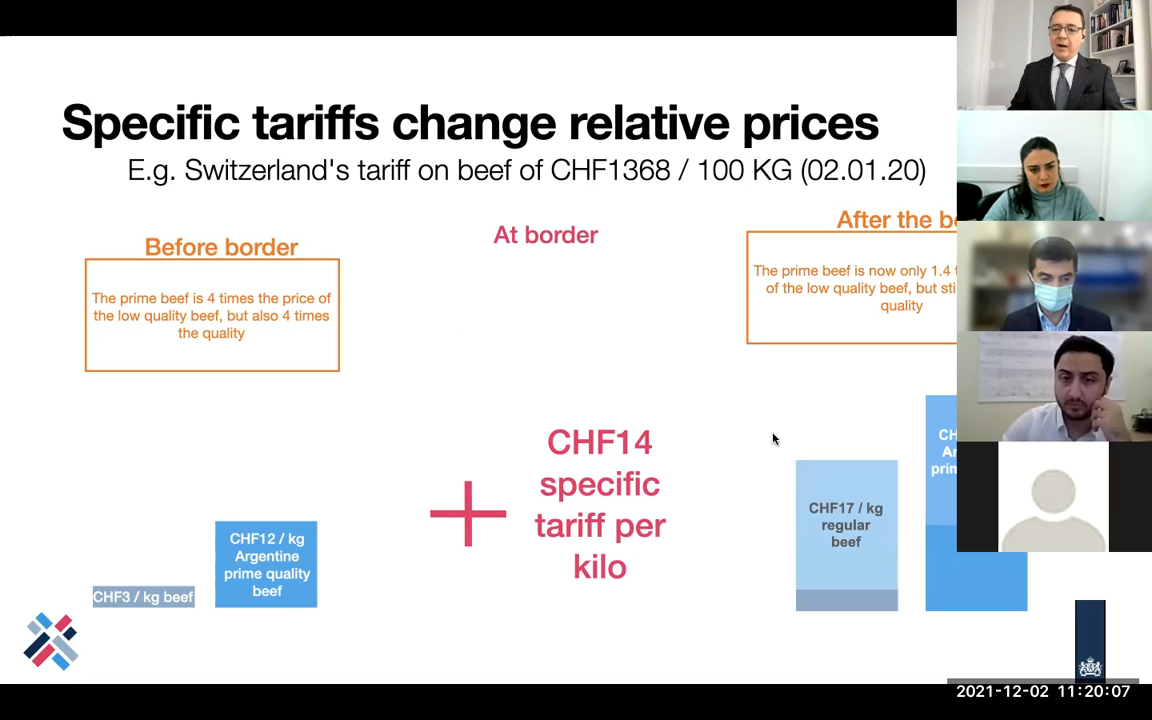 Specific tariffs change relative prices
E.g. Switzerland's tariff on beef of CHF1368 / 100 KG (02.01.20)
Before border
The prime beef is 4 times the price of
the low quality beef, but also 4 times
the quality
At border
After the
The prime beef is now only 1.4
of the low quality beef, but
quality
CHF3 / kg beef
CHF12 / kg
Argentine
prime quality
beef
CHF14
specific
tariff per
kilo
CHF17 / kg
regular
beef
2021-12-02 11:20:07